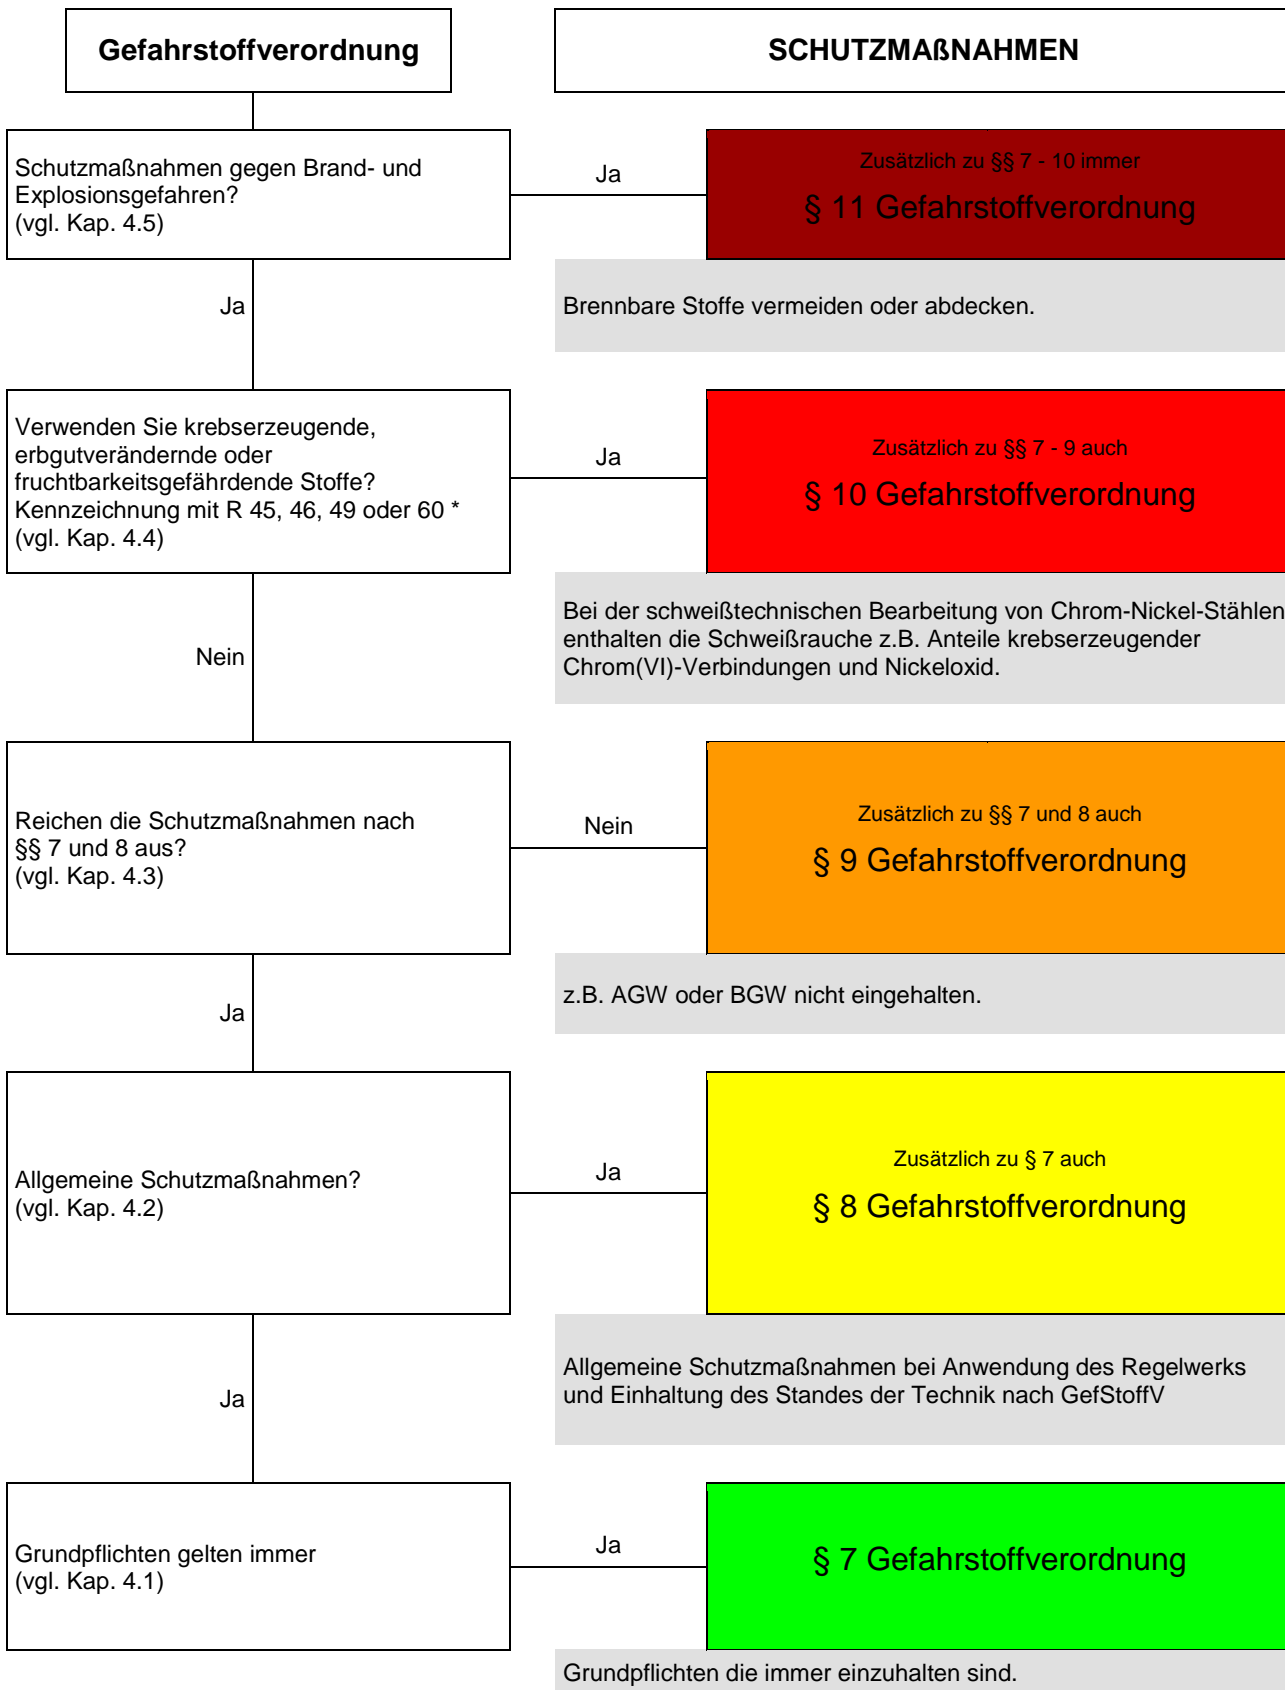 Gefahrstoffverordnung
SCHUTZMAßNAHMEN
Schutzmaßnahmen gegen Brand- und
Explosionsgefahren?
(vgl. Kap. 4.5)
Ja
Zusätzlich zu §§ 7 - 10 immer
§ 11 Gefahrstoffverordnung
Ja
Brennbare Stoffe vermeiden oder abdecken.
Verwenden Sie krebserzeugende,
erbgutverändernde oder
fruchtbarkeitsgefährdende Stoffe?
Kennzeichnung mit R 45, 46, 49 oder 60 *
(vgl. Kap. 4.4)
Ja
Zusätzlich zu §§ 7 - 9 auch
§ 10 Gefahrstoffverordnung
Nein
Bei der schweißtechnischen Bearbeitung von Chrom-Nickel-Stählen
enthalten die Schweißrauche z.B. Anteile krebserzeugender
Chrom(VI)-Verbindungen und Nickeloxid.
Reichen die Schutzmaßnahmen nach
§§ 7 und 8 aus?
(vgl. Kap. 4.3)
Nein
Zusätzlich zu §§ 7 und 8 auch
§ 9 Gefahrstoffverordnung
Ja
z.B. AGW oder BGW nicht eingehalten.
Allgemeine Schutzmaßnahmen?
(vgl. Kap. 4.2)
Ja
Zusätzlich zu § 7 auch
§ 8 Gefahrstoffverordnung
Ja
Allgemeine Schutzmaßnahmen bei Anwendung des Regelwerks
und Einhaltung des Standes der Technik nach GefStoffV
Grundpflichten gelten immer
(vgl. Kap. 4.1)
Ja
§ 7 Gefahrstoffverordnung
Grundpflichten die immer einzuhalten sind.